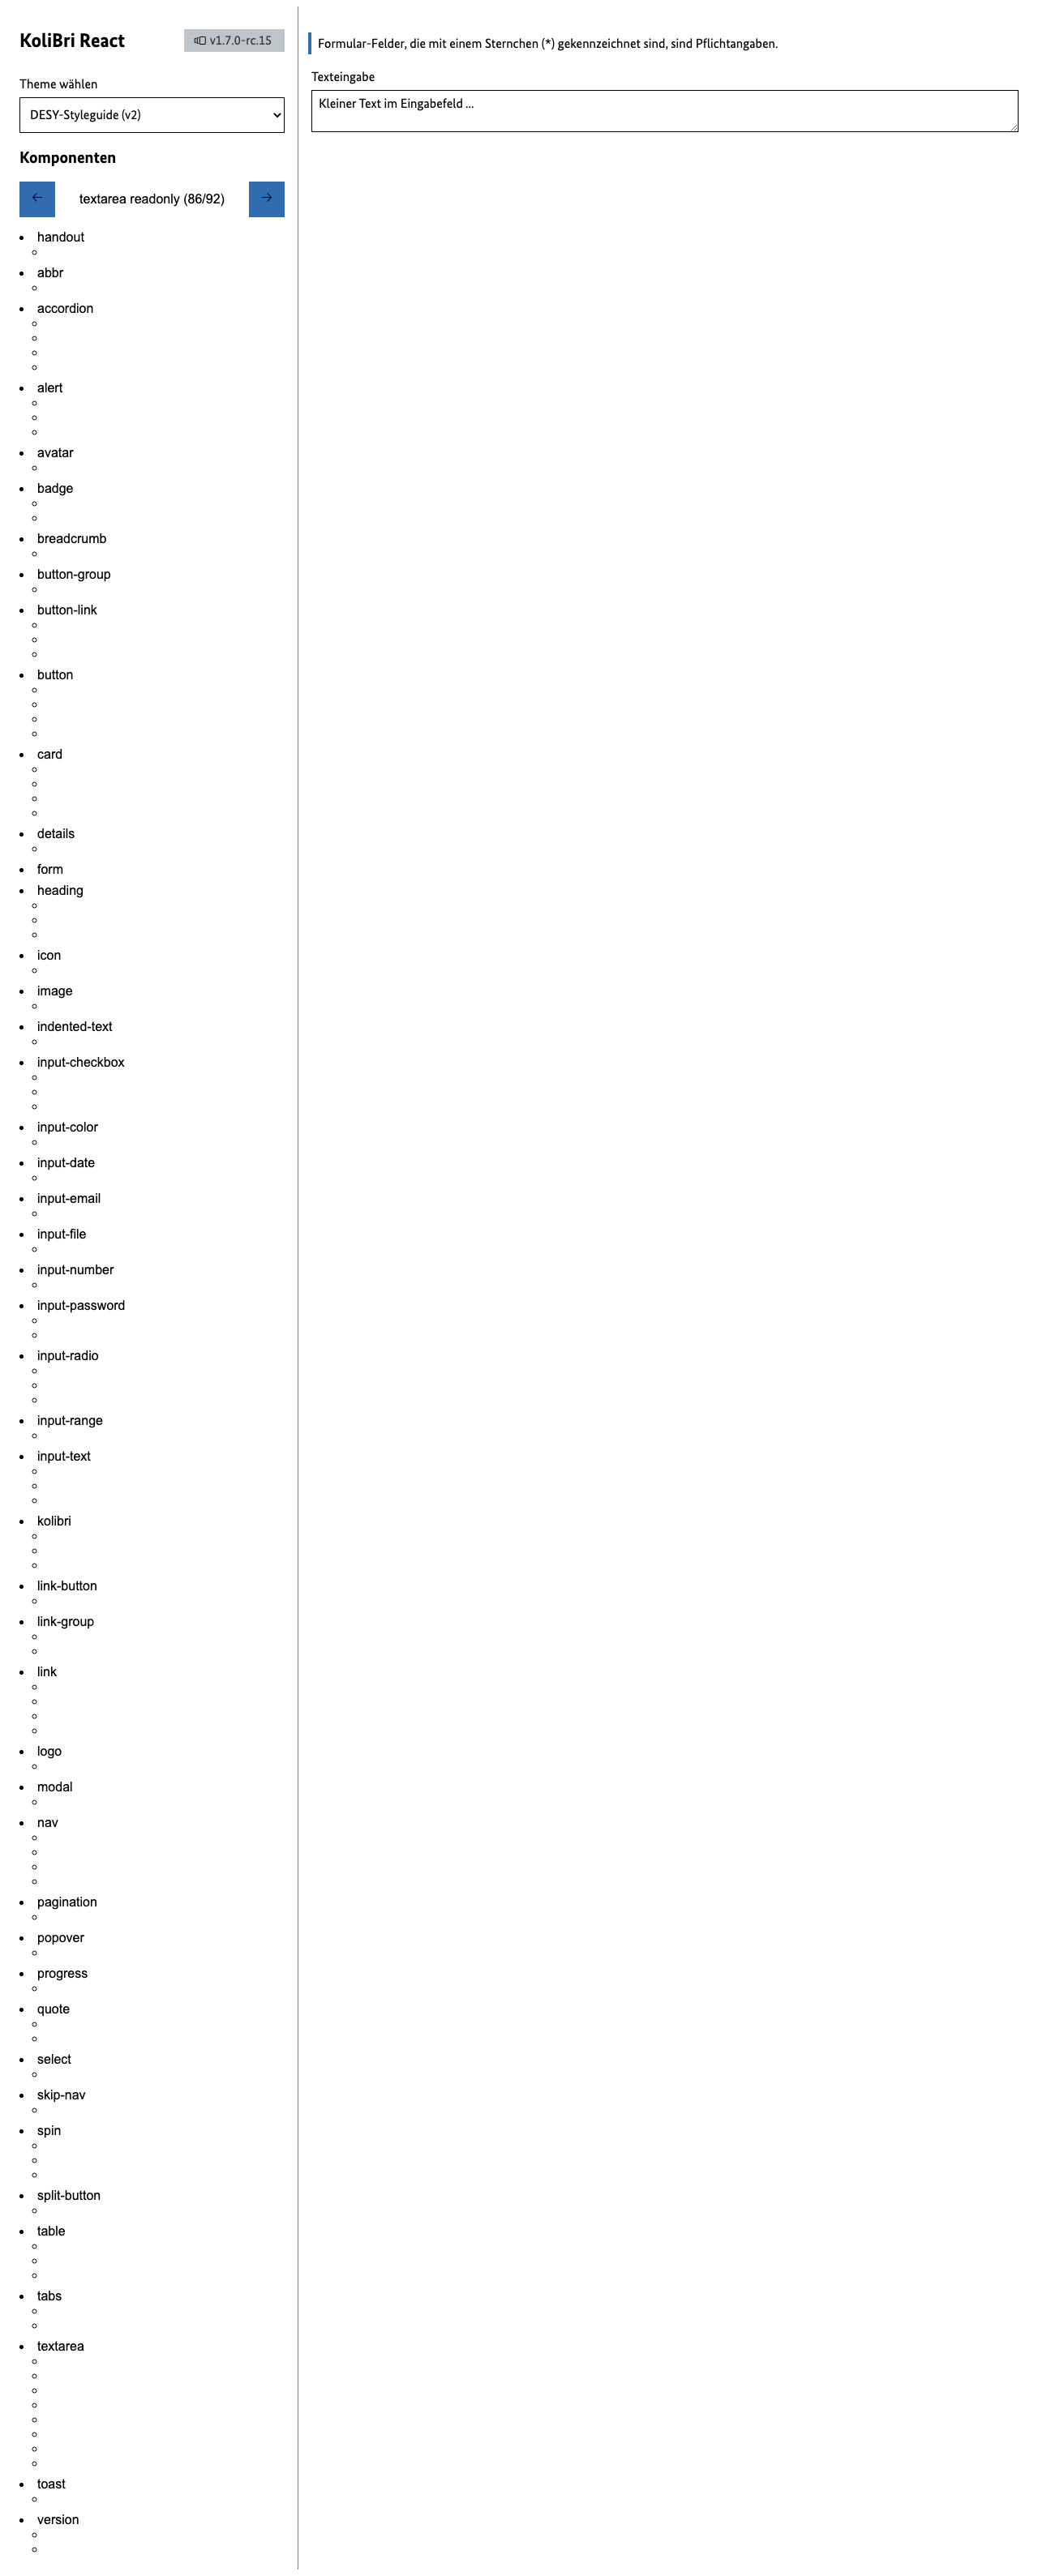 KoliBri React
v1.7.0-rc.15
Theme wählen
DESY-Styleguide (v2)
Komponenten
textarea readonly (86/92)
handout
abbr
accordion
alert
avatar
badge
breadcrumb
button-group
button-link
button
card
details
form
heading
icon
image
indented-text
input-checkbox
input-color
input-date
input-email
input-file
input-number
input-password
input-radio
input-range
input-text
kolibri
link-button
link-group
link
logo
modal
nav
pagination
popover
progress
quote
select
skip-nav
spin
split-button
table
tabs
textarea
toast
version
Formular-Felder, die mit einem Sternchen (*) gekennzeichnet sind, sind Pflichtangaben.
Texteingabe
Kleiner Text im Eingabefeld ...